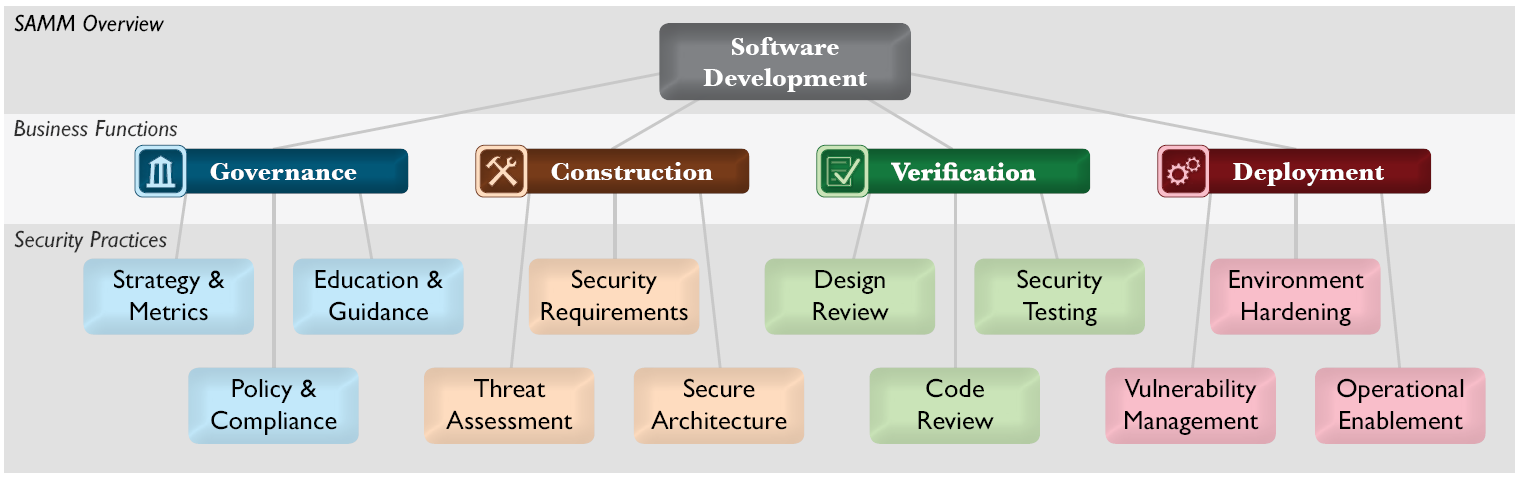 SAMM Overview
Software
Development
Business Functions
Governance
Construction
Verification
Deployment
Security Practices
Strategy &
Metrics
Education &
Guidance
Security
Requirements
Design
Review
Security
Testing
Environment
Hardening
Policy &
Compliance
Threat
Assessment
Secure
Architecture
Code
Review
Vulnerability
Management
Operational
Enablement